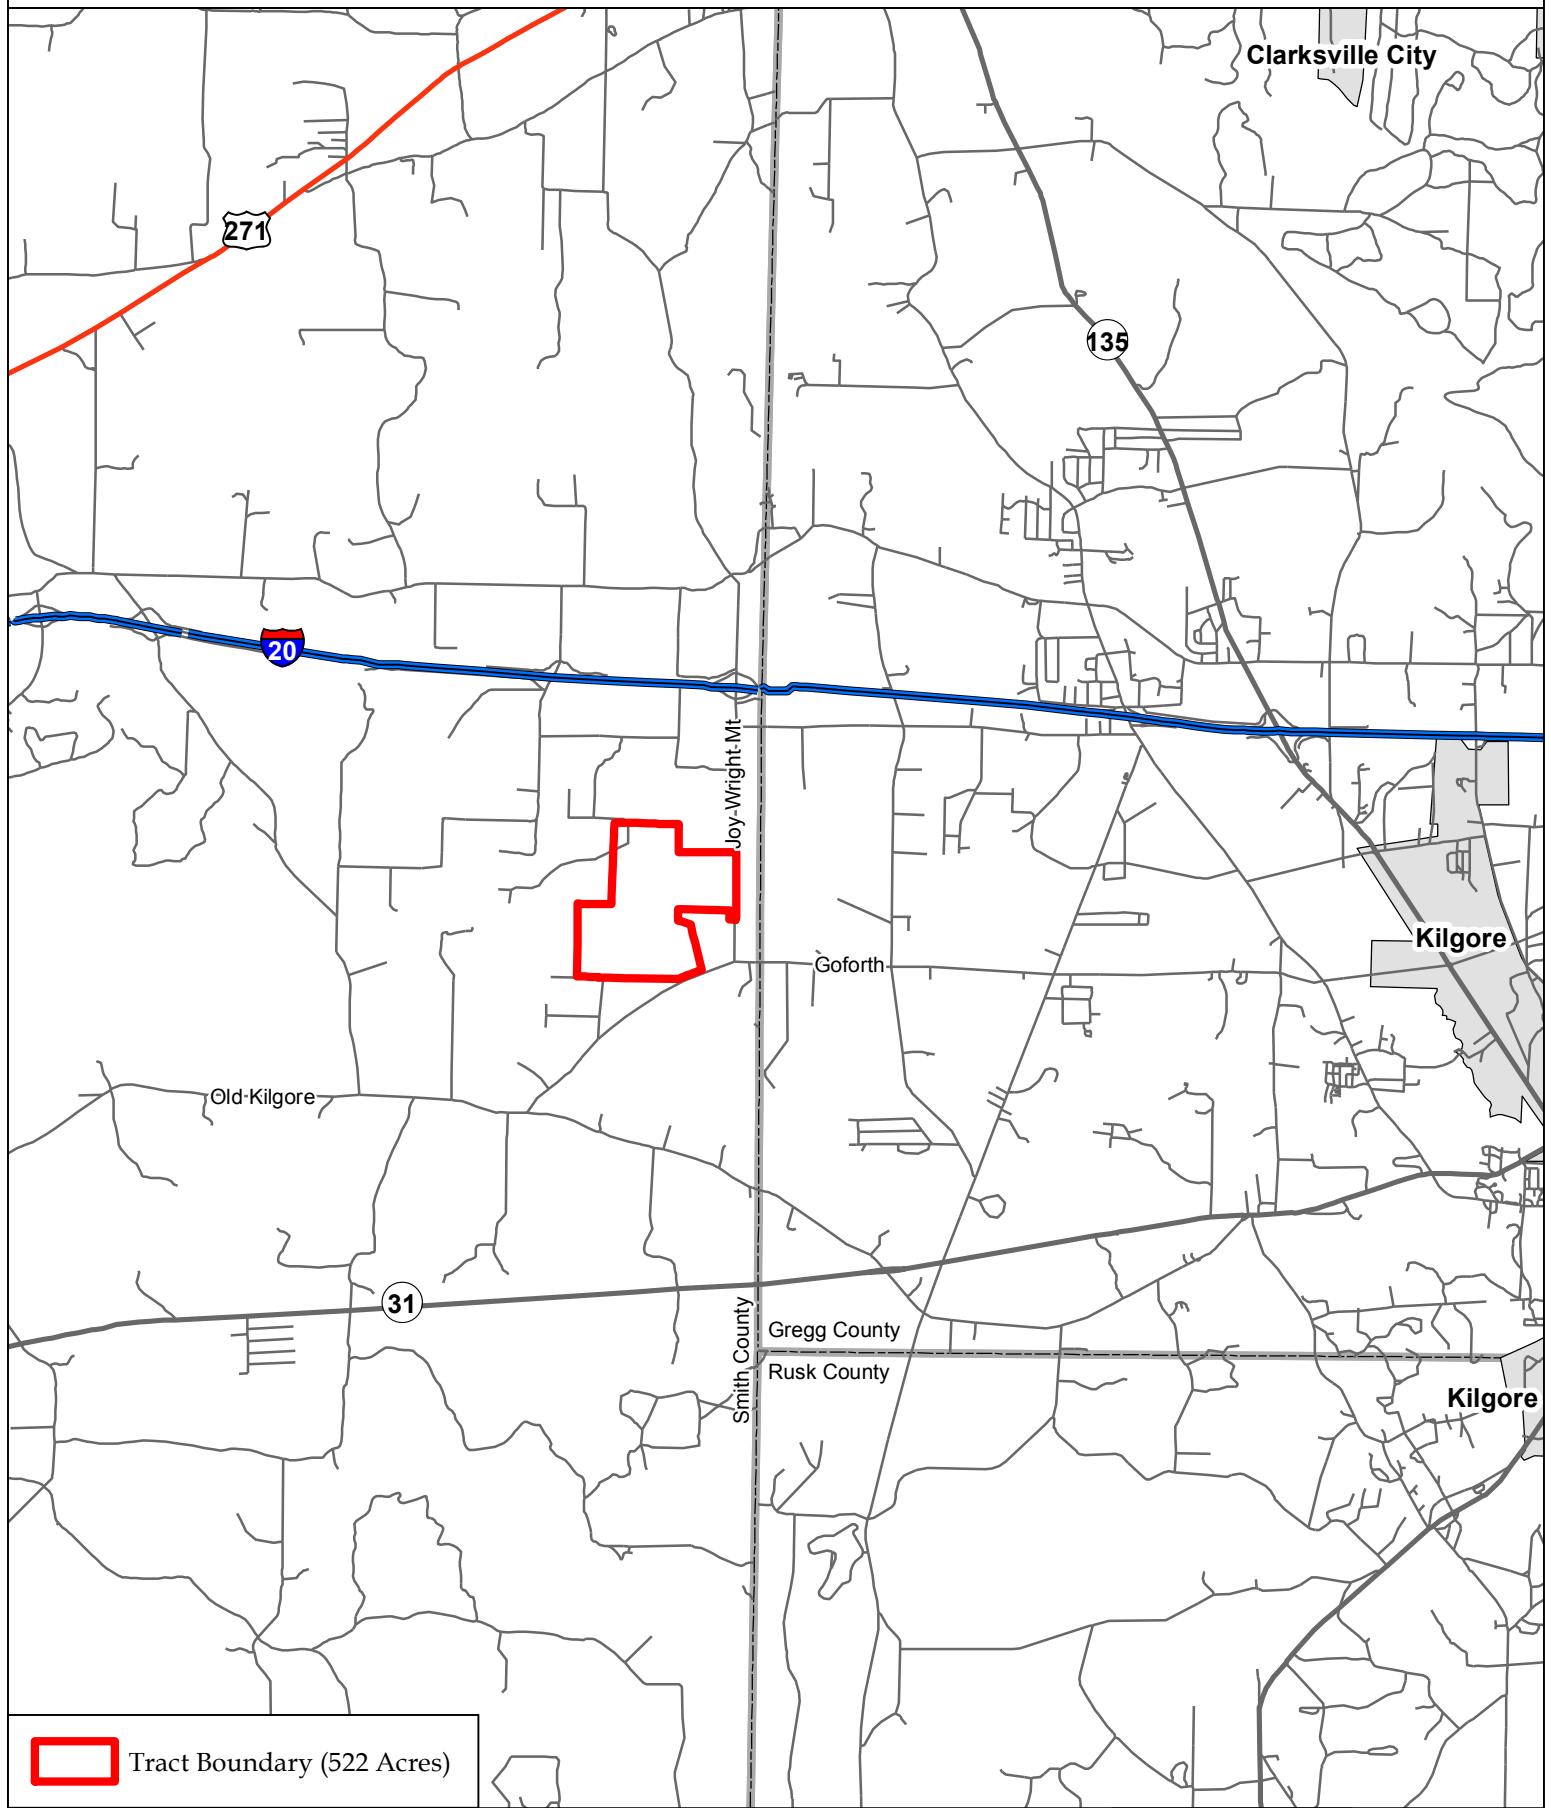 Clarksville City
271
135
20
Joy-Wright-Mt
Kilgore
Goforth
Old-Kilgore
31
Smith County
Gregg County
Rusk County
Kilgore
Tract Boundary (522 Acres)